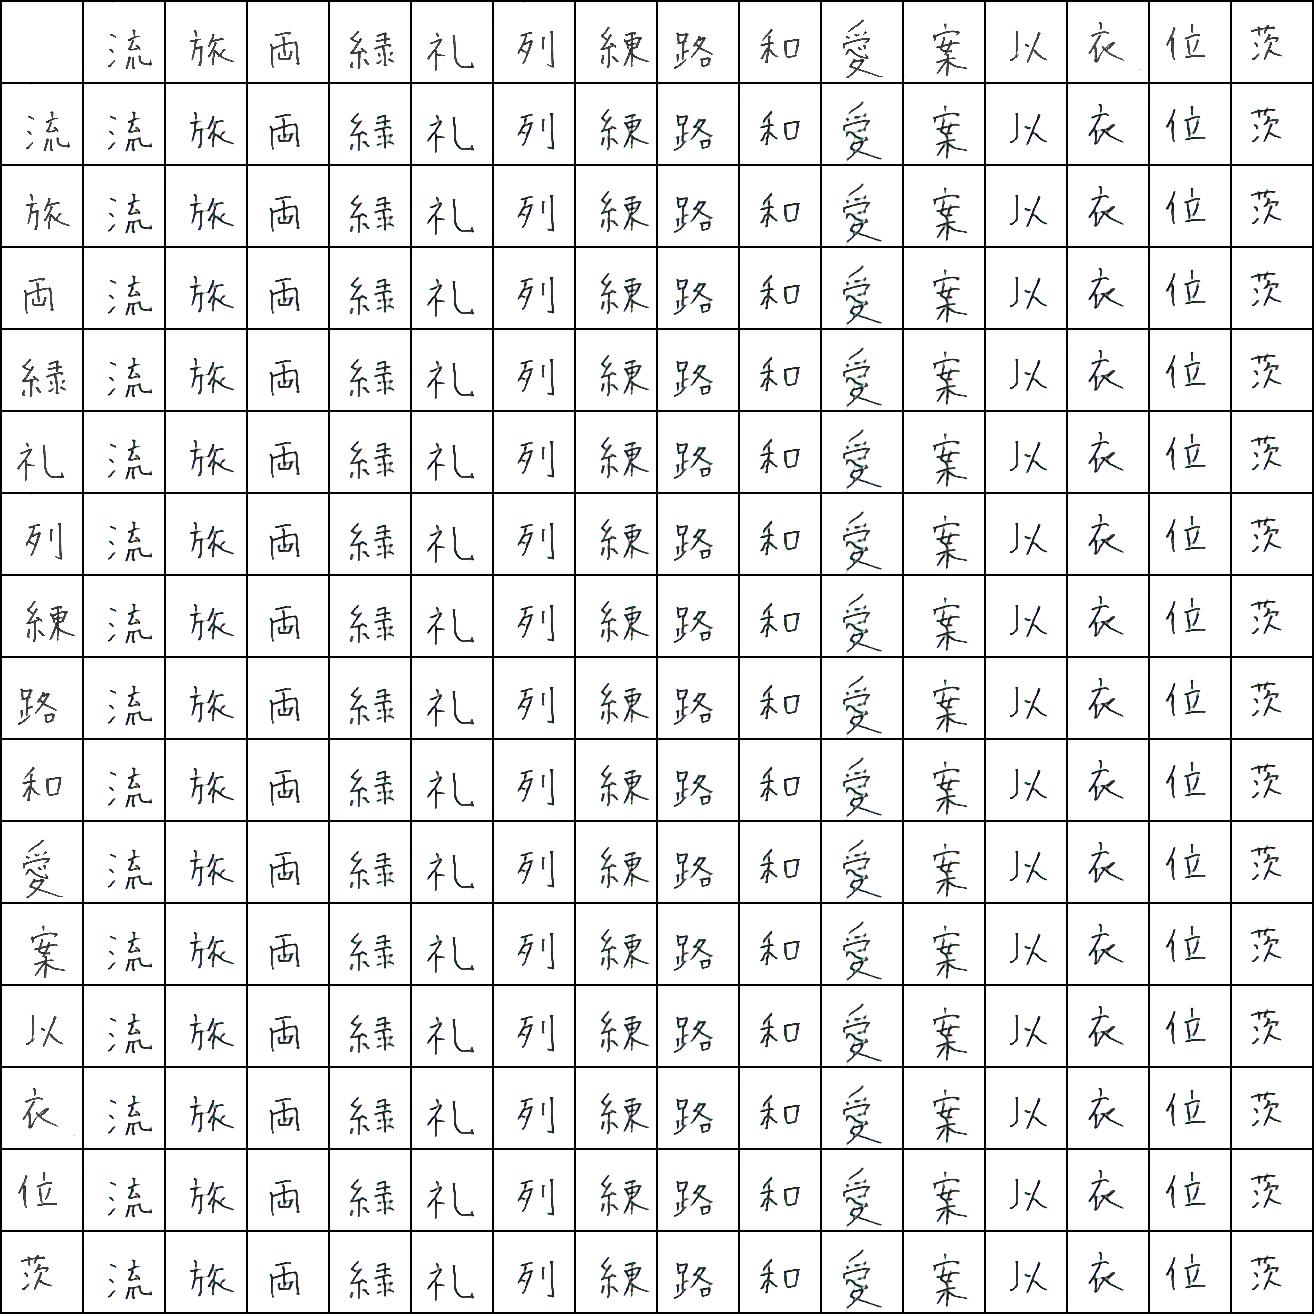 流 旅 両 緑 礼 列 練 路 和 愛 案 以 衣 位 茨
流 流 旅 両 緑 礼 列 練 路 和 愛 案 以 衣 位 茨
旅 流 旅 両 緑 礼 列 練 路 和 愛 案 以 衣 位 茨
両 流 旅 両 緑 礼 列 練 路 和 愛 案 以 衣 位 茨
緑 流 旅 両 緑 礼 列 練 路 和 愛 案 以 衣 位 茨
礼 流 旅 両 緑 礼 列 練 路 和 愛 案 以 衣 位 茨
列 流 旅 両 緑 礼 列 練 路 和 愛 案 以 衣 位 茨
練 流 旅 両 緑 礼 列 練 路 和 愛 案 以 衣 位 茨
路 流 旅 両 緑 礼 列 練 路 和 愛 案 以 衣 位 茨
和 流 旅 両 緑 礼 列 練 路 和 愛 案 以 衣 位 茨
愛 流 旅 両 緑 礼 列 練 路 和 愛 案 以 衣 位 茨
案 流 旅 両 緑 礼 列 練 路 和 愛 案 以 衣 位 茨
以 流 旅 両 緑 礼 列 練 路 和 愛 案 以 衣 位 茨
衣 流 旅 両 緑 礼 列 練 路 和 愛 案 以 衣 位 茨
位 流 旅 両 緑 礼 列 練 路 和 愛 案 以 衣 位 茨
茨 流 旅 両 緑 礼 列 練 路 和 愛 案 以 衣 位 茨